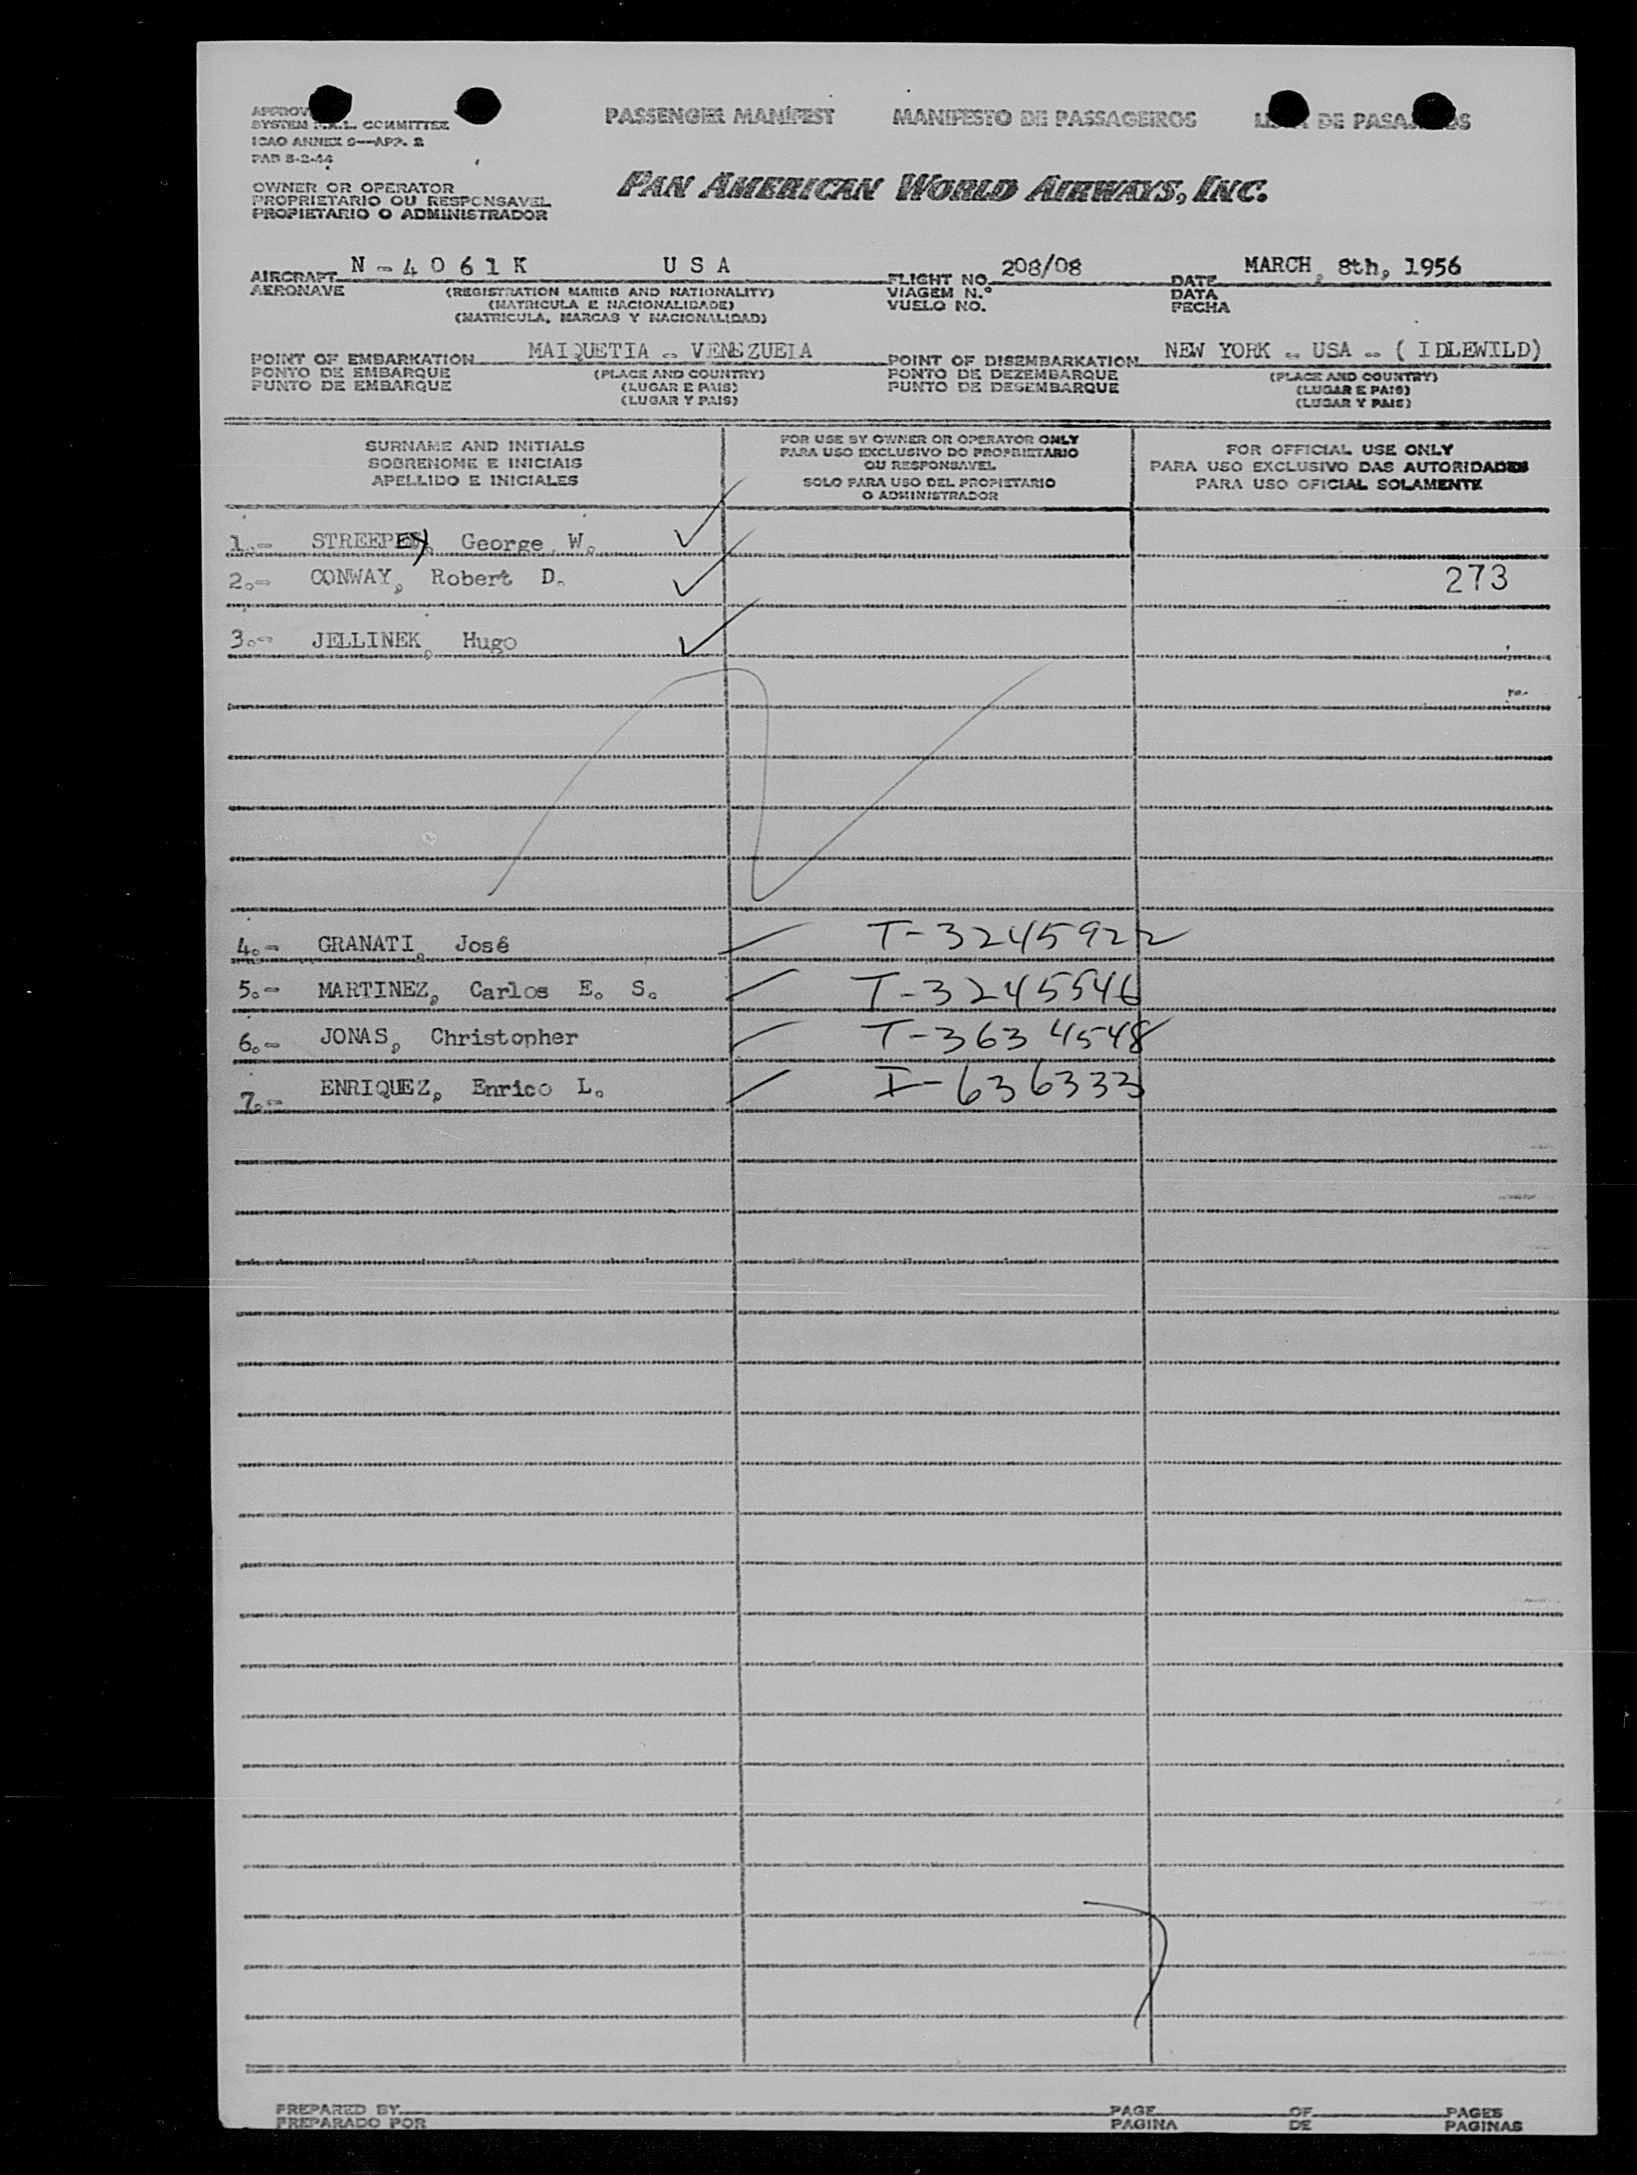 SYSTEM F.A.L. COMMITTEE
ICAO ANNEX 9—APP. 2
PASSENGER MANIFEST MANIFESTO DE PASSAGEIROS DE
OWNER OR OPERATOR
PROPRIETARIO OU RESPONSAVEL
PROPIETARIO O ADMINISTRADOR
PAN AMERICAN WORLD AIRWAYS, INC.
AIRCRAFT N-4061K U S A FLIGHT NO. 208/08 DATE MARCH, 8th, 1956
AERONAVE (REGISTRATION MARKS AND NATIONALITY) VIAGEM N.° DATA
(MATRICULA E NACIONALIDADE) VUELO NO. FECHA
(MATRICULA, MARCAS Y NACIONALIDAD)
POINT OF EMBARKATION MAIQUETIA - VENEZUELA POINT OF DISEMBARKATION NEW YORK - USA - ( IDLEWILD)
PONTO DE EMBARQUE (PLACE AND COUNTRY) PONTO DE DEZEMBARQUE (PLACE AND COUNTRY)
PUNTO DE EMBARQUE (LUGAR E PAIS) PUNTO DE DESEMBARQUE (LUGAR E PAIS)
(LUGAR Y PAIS) (LUGAR Y PAIS)
SURNAME AND INITIALS
SOBRENOME E INICIAIS
APELLIDO E INICIALES
FOR USE BY OWNER OR OPERATOR ONLY
PARA USO EXCLUSIVO DO PROPRIETARIO
OU RESPONSAVEL
SOLO PARA USO DEL PROPIETARIO
O ADMINISTRADOR
FOR OFFICIAL USE ONLY
PARA USO EXCLUSIVO DAS AUTORIDADES
PARA USO OFICIAL SOLAMENTE
1.- STREEPEY, George W.
2.- CONWAY, Robert D. 273
3.- JELLINEK, Hugo
4.- GRANATI, José T-3245922
5.- MARTINEZ, Carlos E. S. T-3245546
6.- JONAS, Christopher T-3634548
7.- ENRIQUEZ, Enrico L. I-636333
PREPARED BY PAGE OF PAGES
PREPARADO POR PAGINA DE PAGINAS